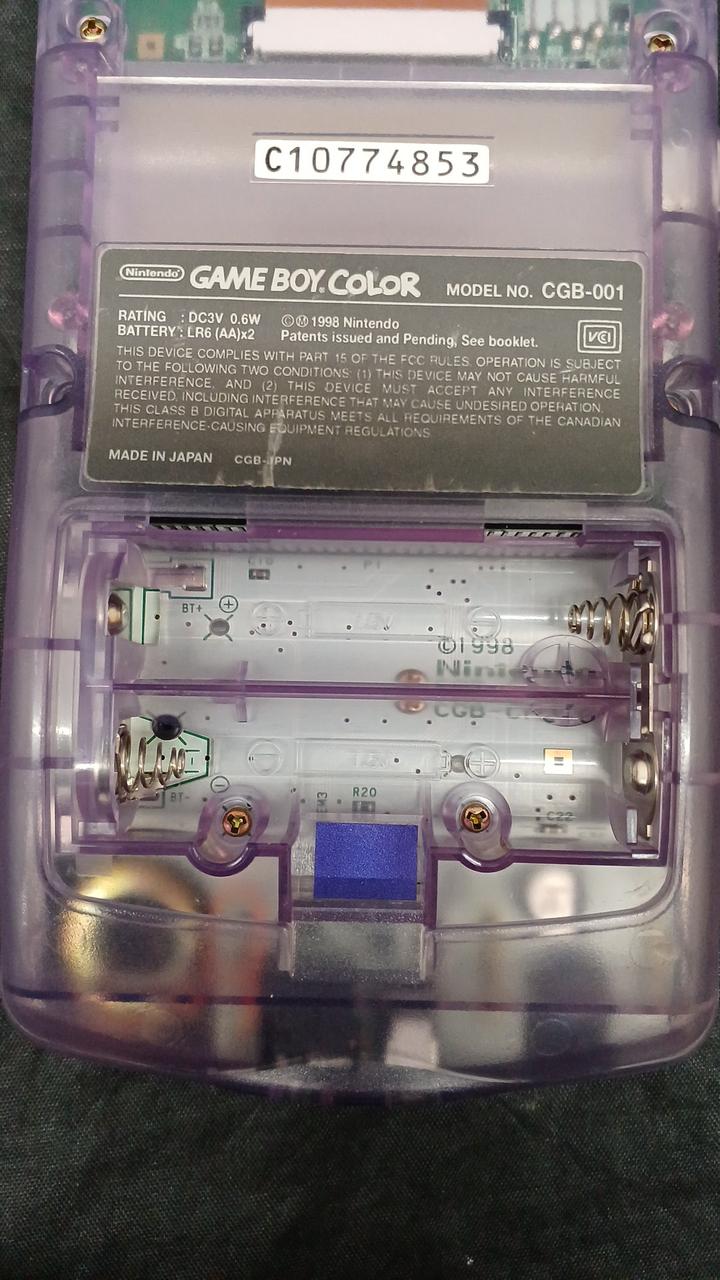 C10774853
Nintendo GAME BOY COLOR MODEL NO. CGB-001
RATING : DC3V 0.6W ©Ⓜ1998 Nintendo
BATTERY : LR6 (AA)x2 Patents issued and Pending, See booklet.
VCI
THIS DEVICE COMPLIES WITH PART 15 OF THE FCC RULES. OPERATION IS SUBJECT
TO THE FOLLOWING TWO CONDITIONS: (1) THIS DEVICE MAY NOT CAUSE HARMFUL
INTERFERENCE, AND (2) THIS DEVICE MUST ACCEPT ANY INTERFERENCE
RECEIVED, INCLUDING INTERFERENCE THAT MAY CAUSE UNDESIRED OPERATION.
THIS CLASS B DIGITAL APPARATUS MEETS ALL REQUIREMENTS OF THE CANADIAN
INTERFERENCE-CAUSING EQUIPMENT REGULATIONS.
MADE IN JAPAN CGB-JPN
BT+
©1998
Nintendo
CGB
BT-
R20
C22